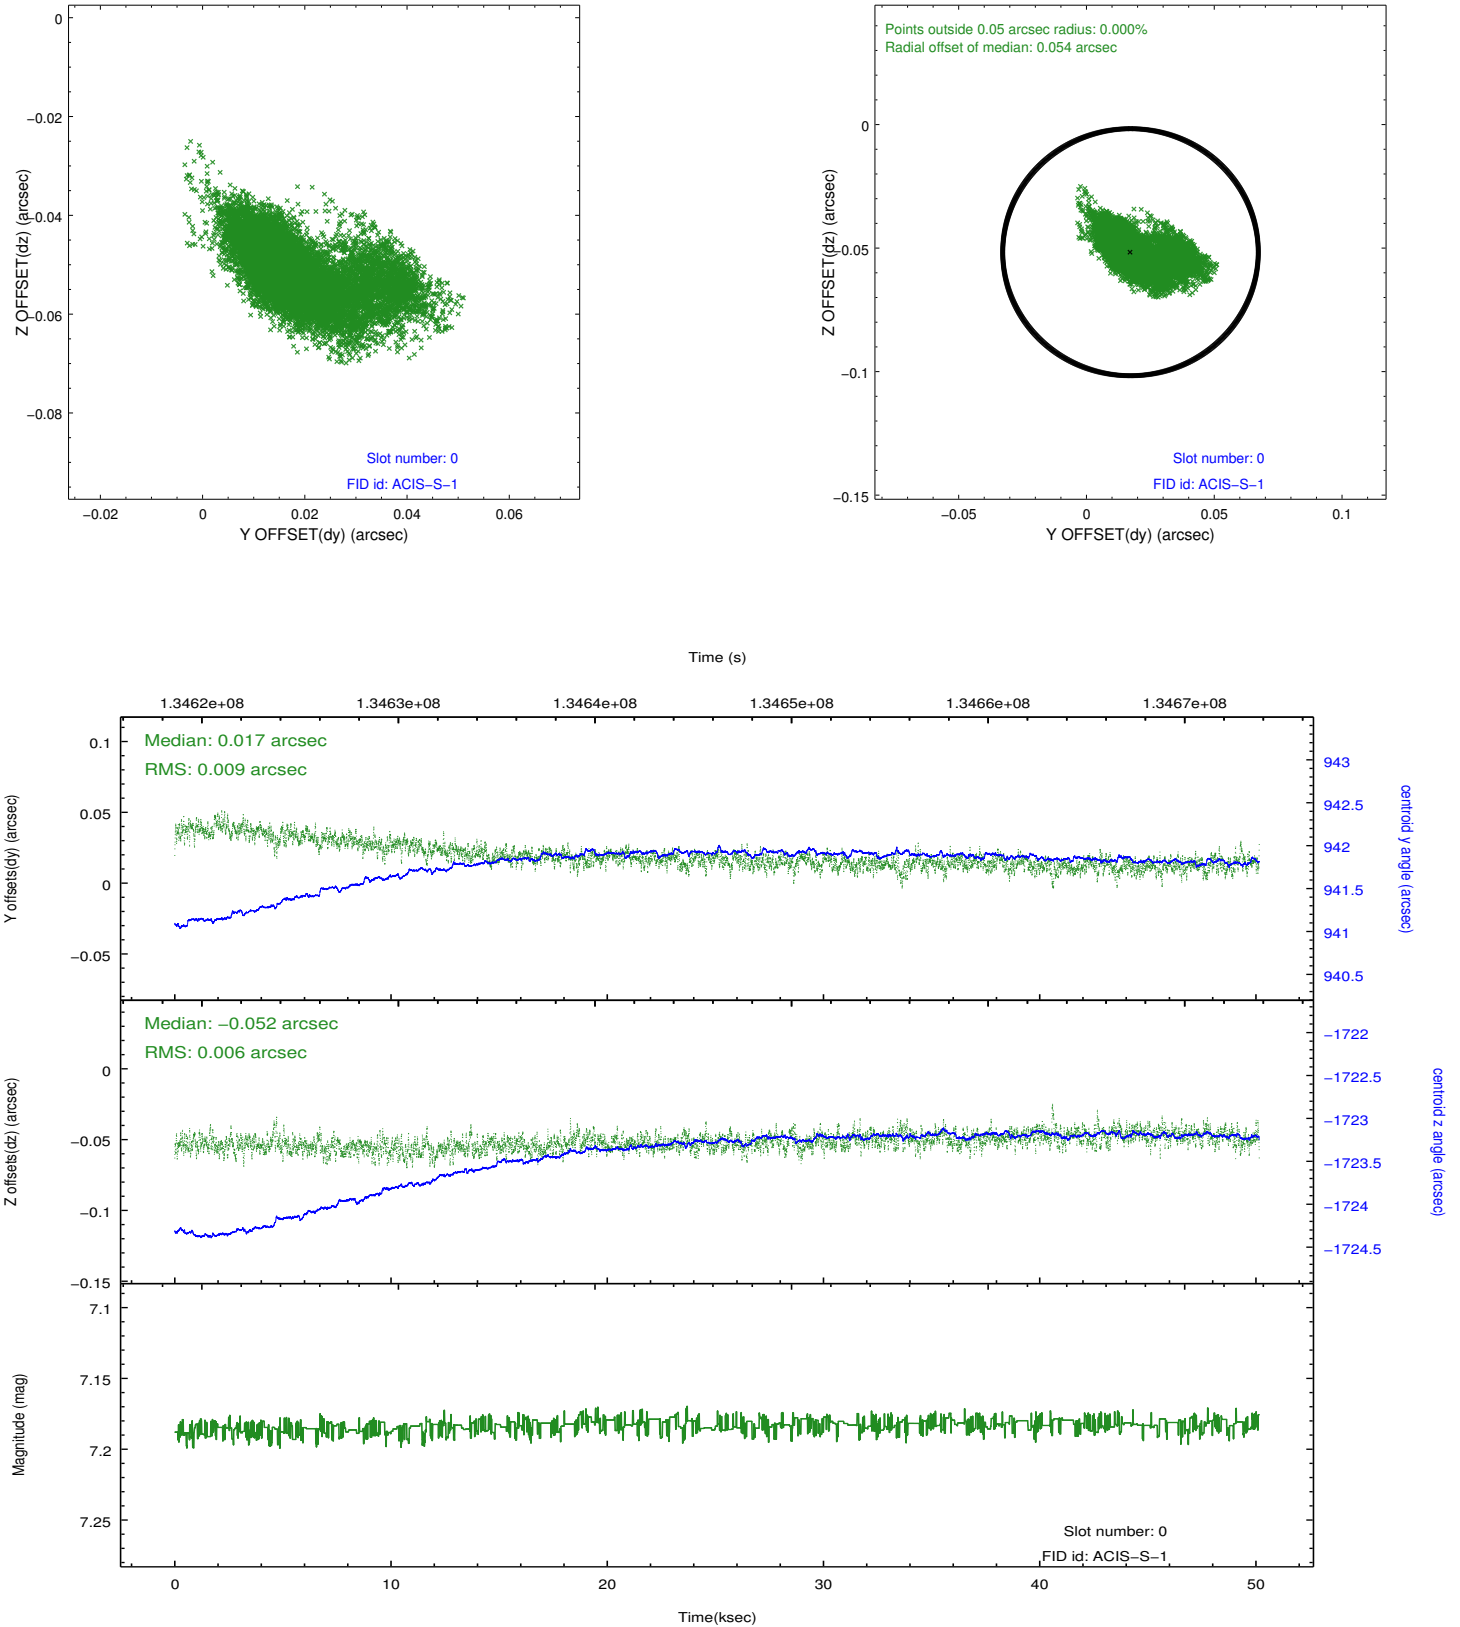 0
−0.02
−0.04
−0.06
−0.08
Z OFFSET(dz) (arcsec)
Slot number: 0
FID id: ACIS−S−1
−0.02 0 0.02 0.04 0.06
Y OFFSET(dy) (arcsec)
Points outside 0.05 arcsec radius: 0.000%
Radial offset of median: 0.054 arcsec
0
−0.05
−0.1
−0.15
Z OFFSET(dz) (arcsec)
Slot number: 0
FID id: ACIS−S−1
−0.05 0 0.05 0.1
Y OFFSET(dy) (arcsec)
Time (s)
1.3462e+08 1.3463e+08 1.3464e+08 1.3465e+08 1.3466e+08 1.3467e+08
Median: 0.017 arcsec
RMS: 0.009 arcsec
0.1
0.05
0
−0.05
Y offsets(dy) (arcsec)
943
942.5
942
941.5
941
940.5
centroid y angle (arcsec)
Median: −0.052 arcsec
RMS: 0.006 arcsec
0
−0.05
−0.1
−0.15
Z offsets(dz) (arcsec)
−1722
−1722.5
−1723
−1723.5
−1724
−1724.5
centroid z angle (arcsec)
7.1
7.15
7.2
7.25
Magnitude (mag)
Slot number: 0
FID id: ACIS−S−1
0 10 20 30 40 50
Time(ksec)